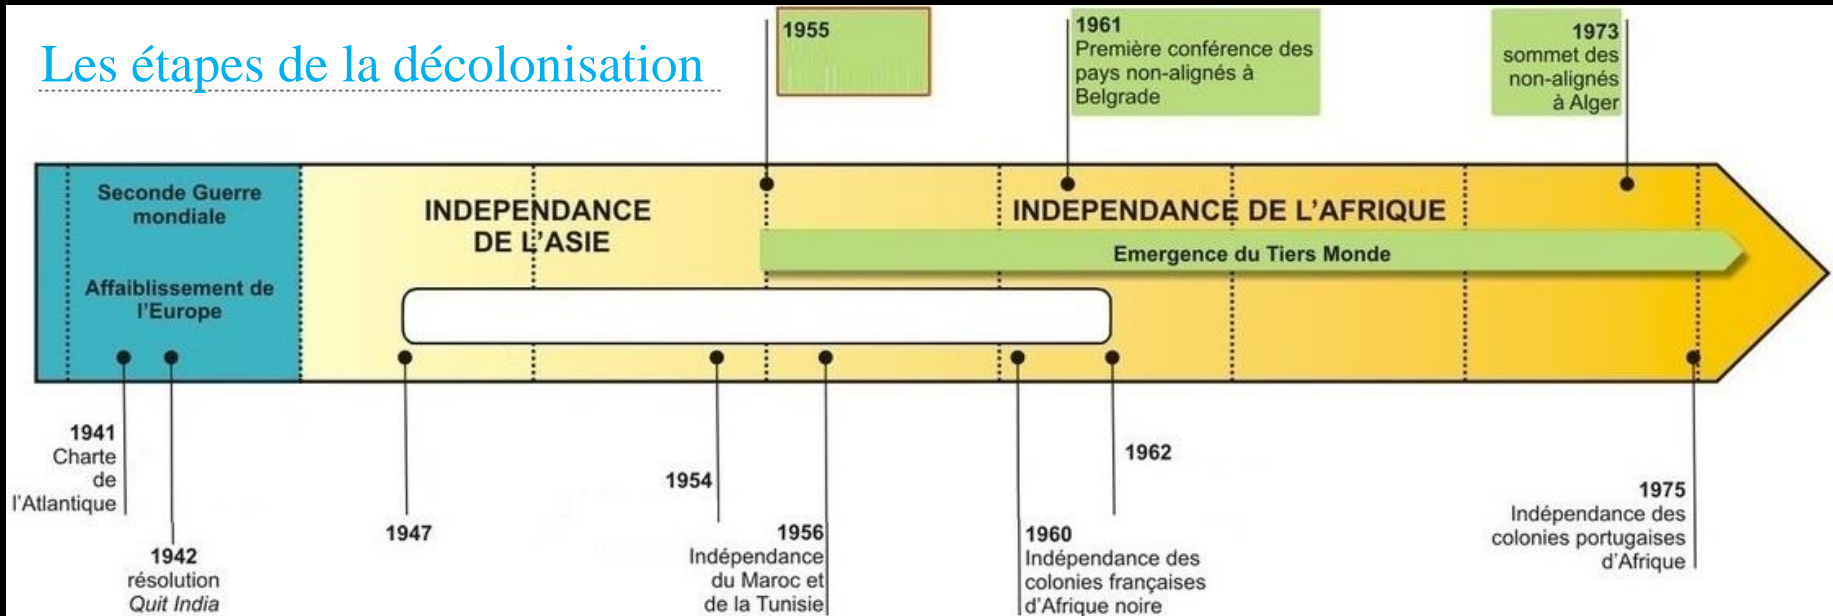 Les étapes de la décolonisation
1955
1961
Première conférence des
pays non-alignés à
Belgrade
1973
sommet des
non-alignés
à Alger
Seconde Guerre
mondiale
Affaiblissement de
l'Europe
INDEPENDANCE
DE L'ASIE
INDEPENDANCE DE L'AFRIQUE
Emergence du Tiers Monde
1941
Charte
de
l'Atlantique
1942
résolution
Quit India
1947
1954
1956
Indépendance
du Maroc et
de la Tunisie
1960
Indépendance des
colonies françaises
d'Afrique noire
1962
1975
Indépendance des
colonies portugaises
d'Afrique